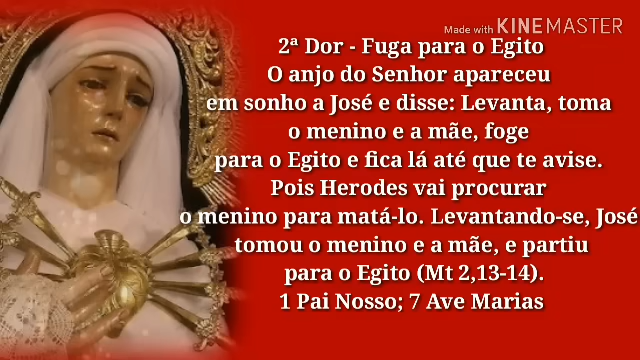 Made with KINEMASTER
2ª Dor - Fuga para o Egito
O anjo do Senhor apareceu
em sonho a José e disse: Levanta, toma
o menino e a mãe, foge
para o Egito e fica lá até que te avise.
Pois Herodes vai procurar
o menino para matá-lo. Levantando-se, José
tomou o menino e a mãe, e partiu
para o Egito (Mt 2,13-14).
1 Pai Nosso; 7 Ave Marias